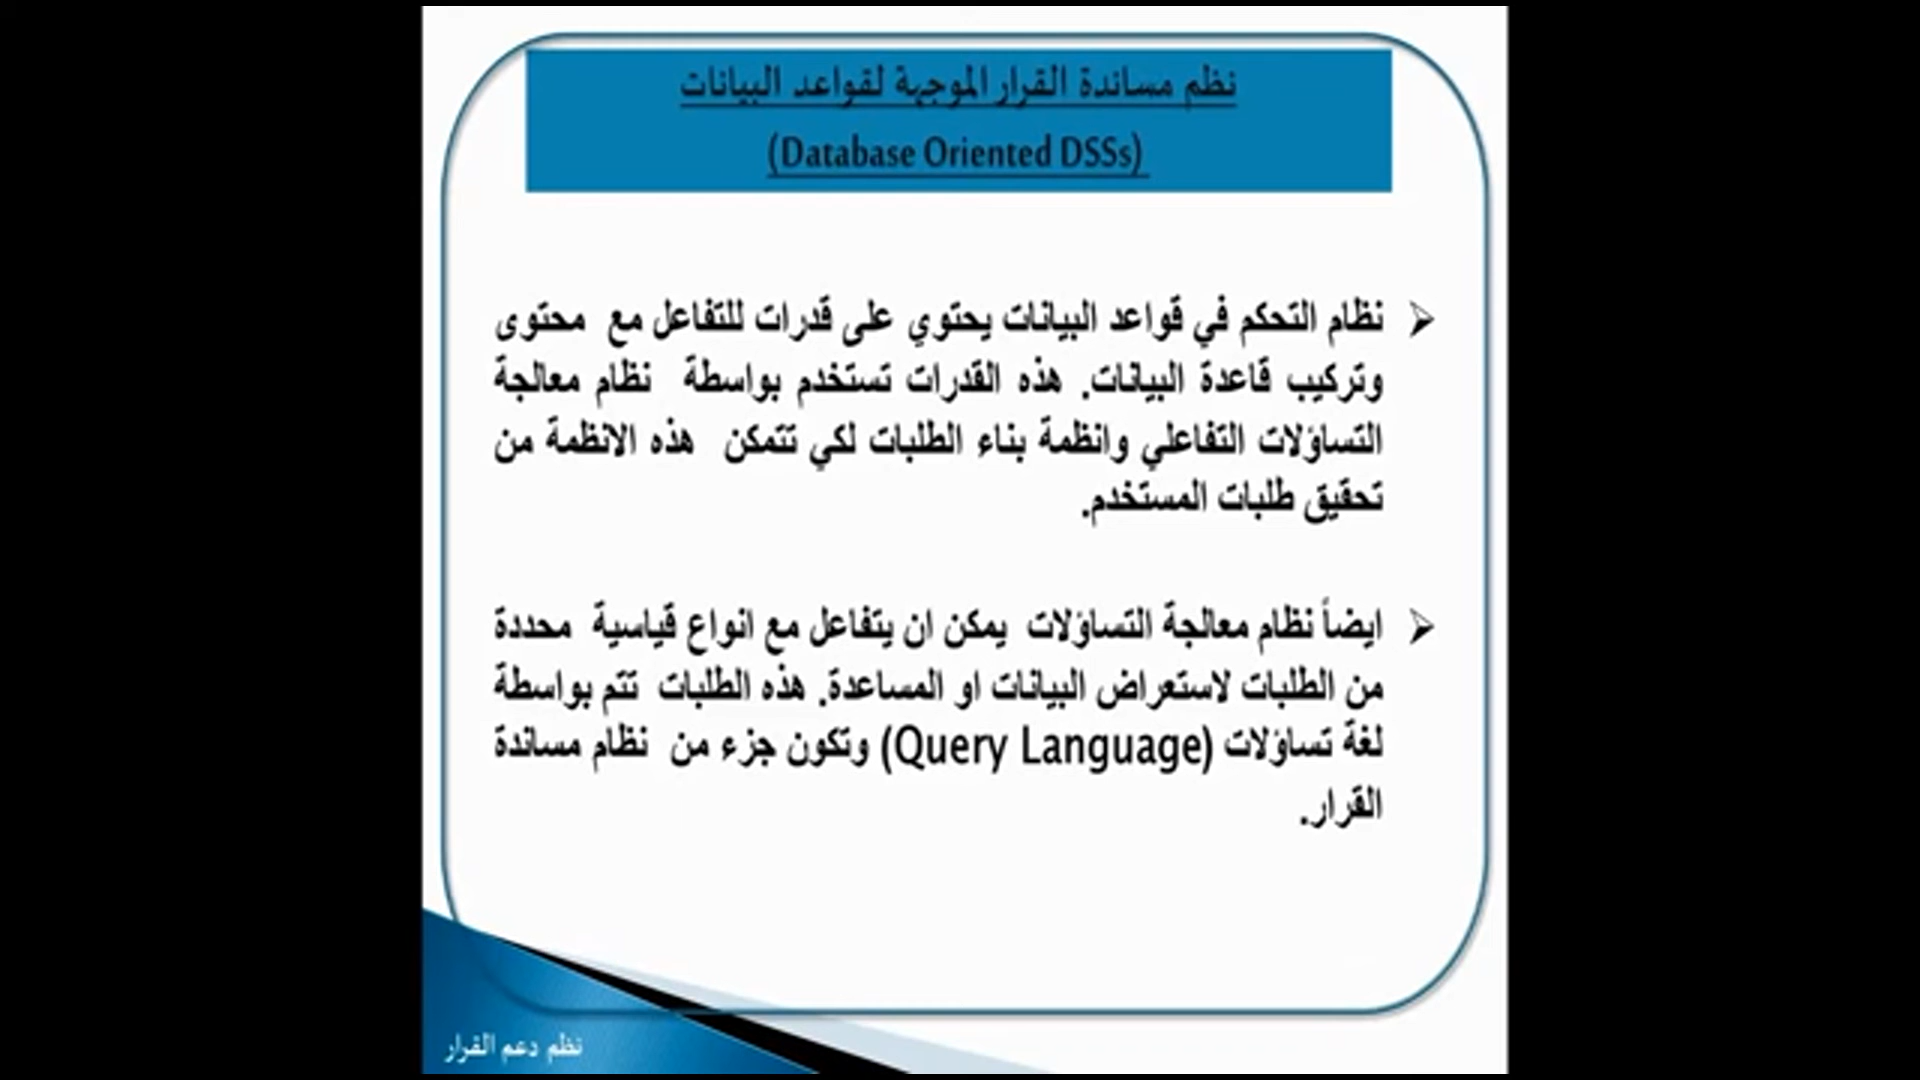 نظم مساندة القرار الموجهة لقواعد البيانات
(Database Oriented DSSs)
نظام التحكم في قواعد البيانات يحتوي على قدرات للتفاعل مع محتوى
وتركيب قاعدة البيانات. هذه القدرات تستخدم بواسطة نظام معالجة
التساؤلات التفاعلي وانظمة بناء الطلبات لكي تتمكن هذه الانظمة من
تحقيق طلبات المستخدم.
ايضاً نظام معالجة التساؤلات يمكن ان يتفاعل مع انواع قياسية محددة
من الطلبات لاستعراض البيانات او المساعدة. هذه الطلبات تتم بواسطة
لغة تساؤلات (Query Language) وتكون جزء من نظام مساندة
القرار.
نظم دعم القرار